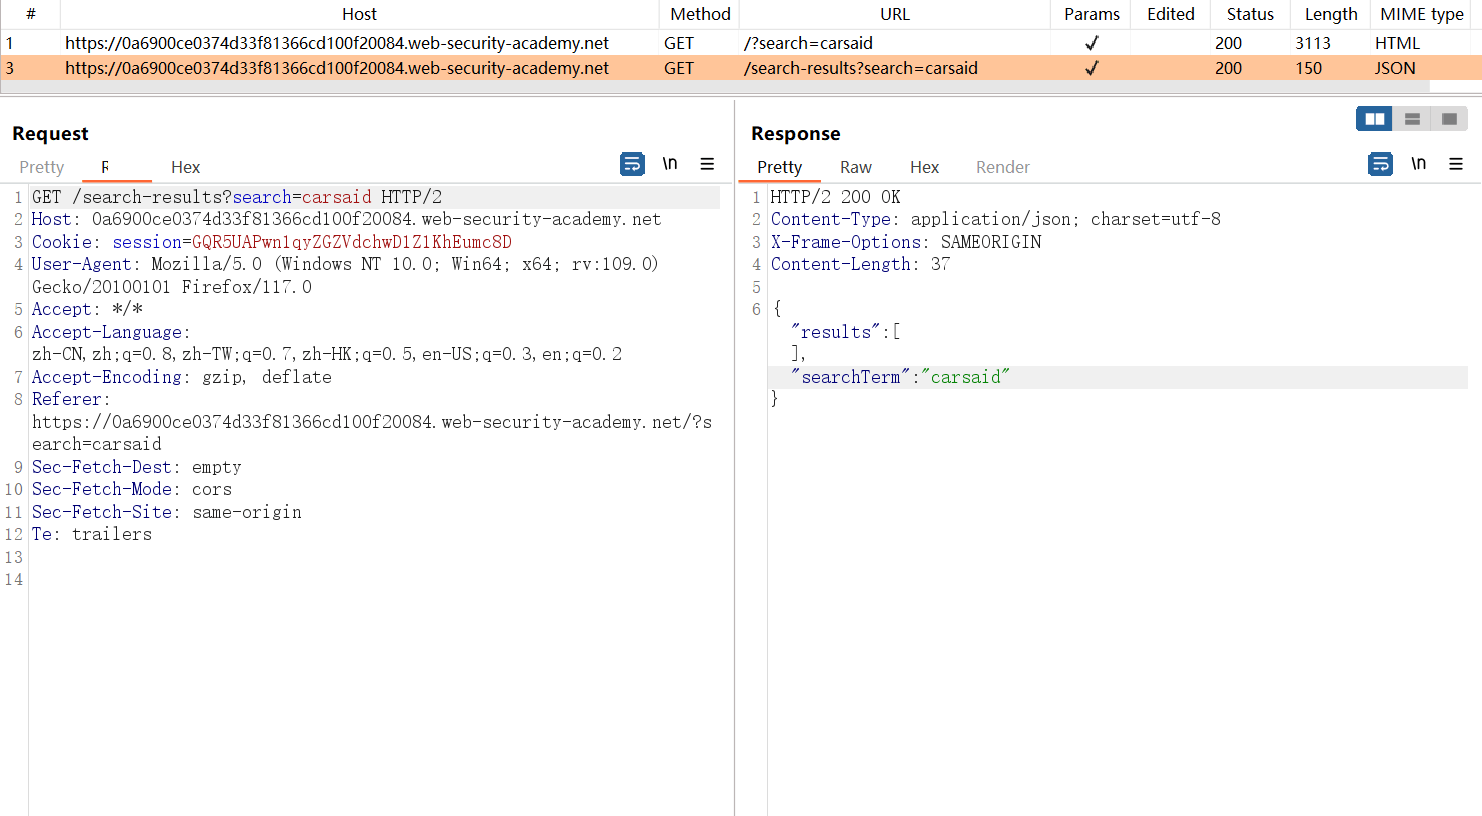 # Host Method URL Params Edited Status Length MIME type
1 https://0a6900ce0374d33f81366cd100f20084.web-security-academy.net GET /?search=carsaid ✓ 200 3113 HTML
3 https://0a6900ce0374d33f81366cd100f20084.web-security-academy.net GET /search-results?search=carsaid ✓ 200 150 JSON
Request
Pretty R Hex \n
1 GET /search-results?search=carsaid HTTP/2
2 Host: 0a6900ce0374d33f81366cd100f20084.web-security-academy.net
3 Cookie: session=GQR5UAPwn1qyZGZVdchwD1Z1KhEumc8D
4 User-Agent: Mozilla/5.0 (Windows NT 10.0; Win64; x64; rv:109.0)
Gecko/20100101 Firefox/117.0
5 Accept: */*
6 Accept-Language:
zh-CN,zh;q=0.8,zh-TW;q=0.7,zh-HK;q=0.5,en-US;q=0.3,en;q=0.2
7 Accept-Encoding: gzip, deflate
8 Referer:
https://0a6900ce0374d33f81366cd100f20084.web-security-academy.net/?s
earch=carsaid
9 Sec-Fetch-Dest: empty
10 Sec-Fetch-Mode: cors
11 Sec-Fetch-Site: same-origin
12 Te: trailers
13
14
Response
Pretty Raw Hex Render \n
1 HTTP/2 200 OK
2 Content-Type: application/json; charset=utf-8
3 X-Frame-Options: SAMEORIGIN
4 Content-Length: 37
5
6 {
"results":[
],
"searchTerm":"carsaid"
}